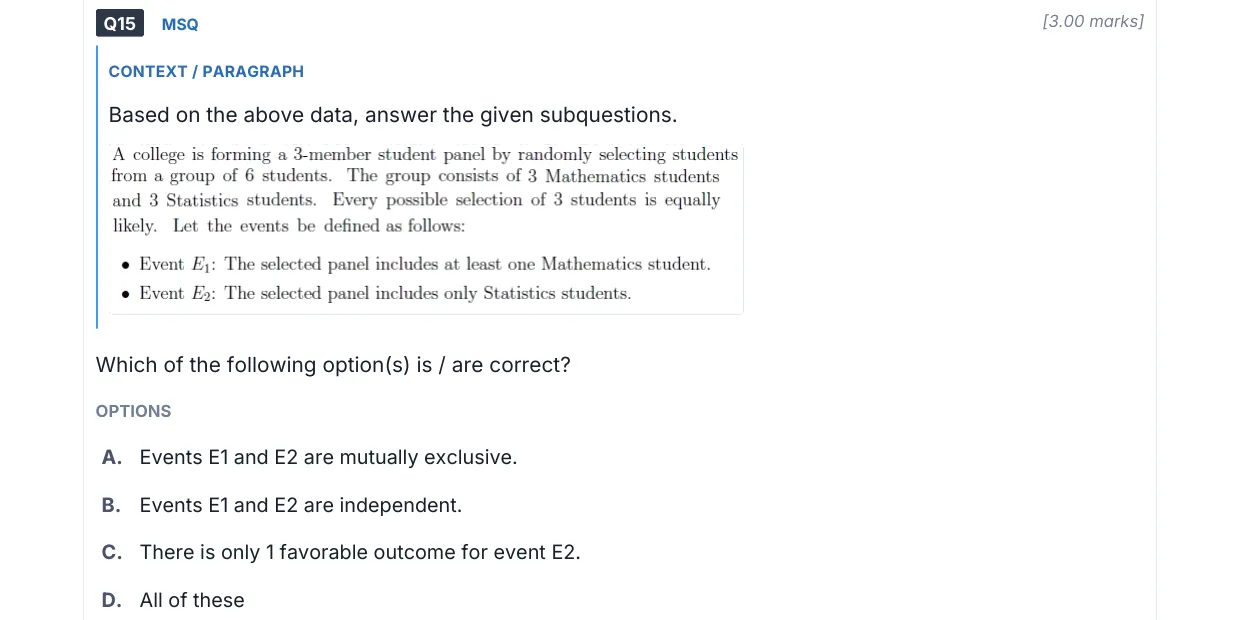 Q15 MSQ [3.00 marks]
CONTEXT / PARAGRAPH
Based on the above data, answer the given subquestions.
A college is forming a 3-member student panel by randomly selecting students
from a group of 6 students. The group consists of 3 Mathematics students
and 3 Statistics students. Every possible selection of 3 students is equally
likely. Let the events be defined as follows:
• Event E₁: The selected panel includes at least one Mathematics student.
• Event E₂: The selected panel includes only Statistics students.
Which of the following option(s) is / are correct?
OPTIONS
A. Events E1 and E2 are mutually exclusive.
B. Events E1 and E2 are independent.
C. There is only 1 favorable outcome for event E2.
D. All of these